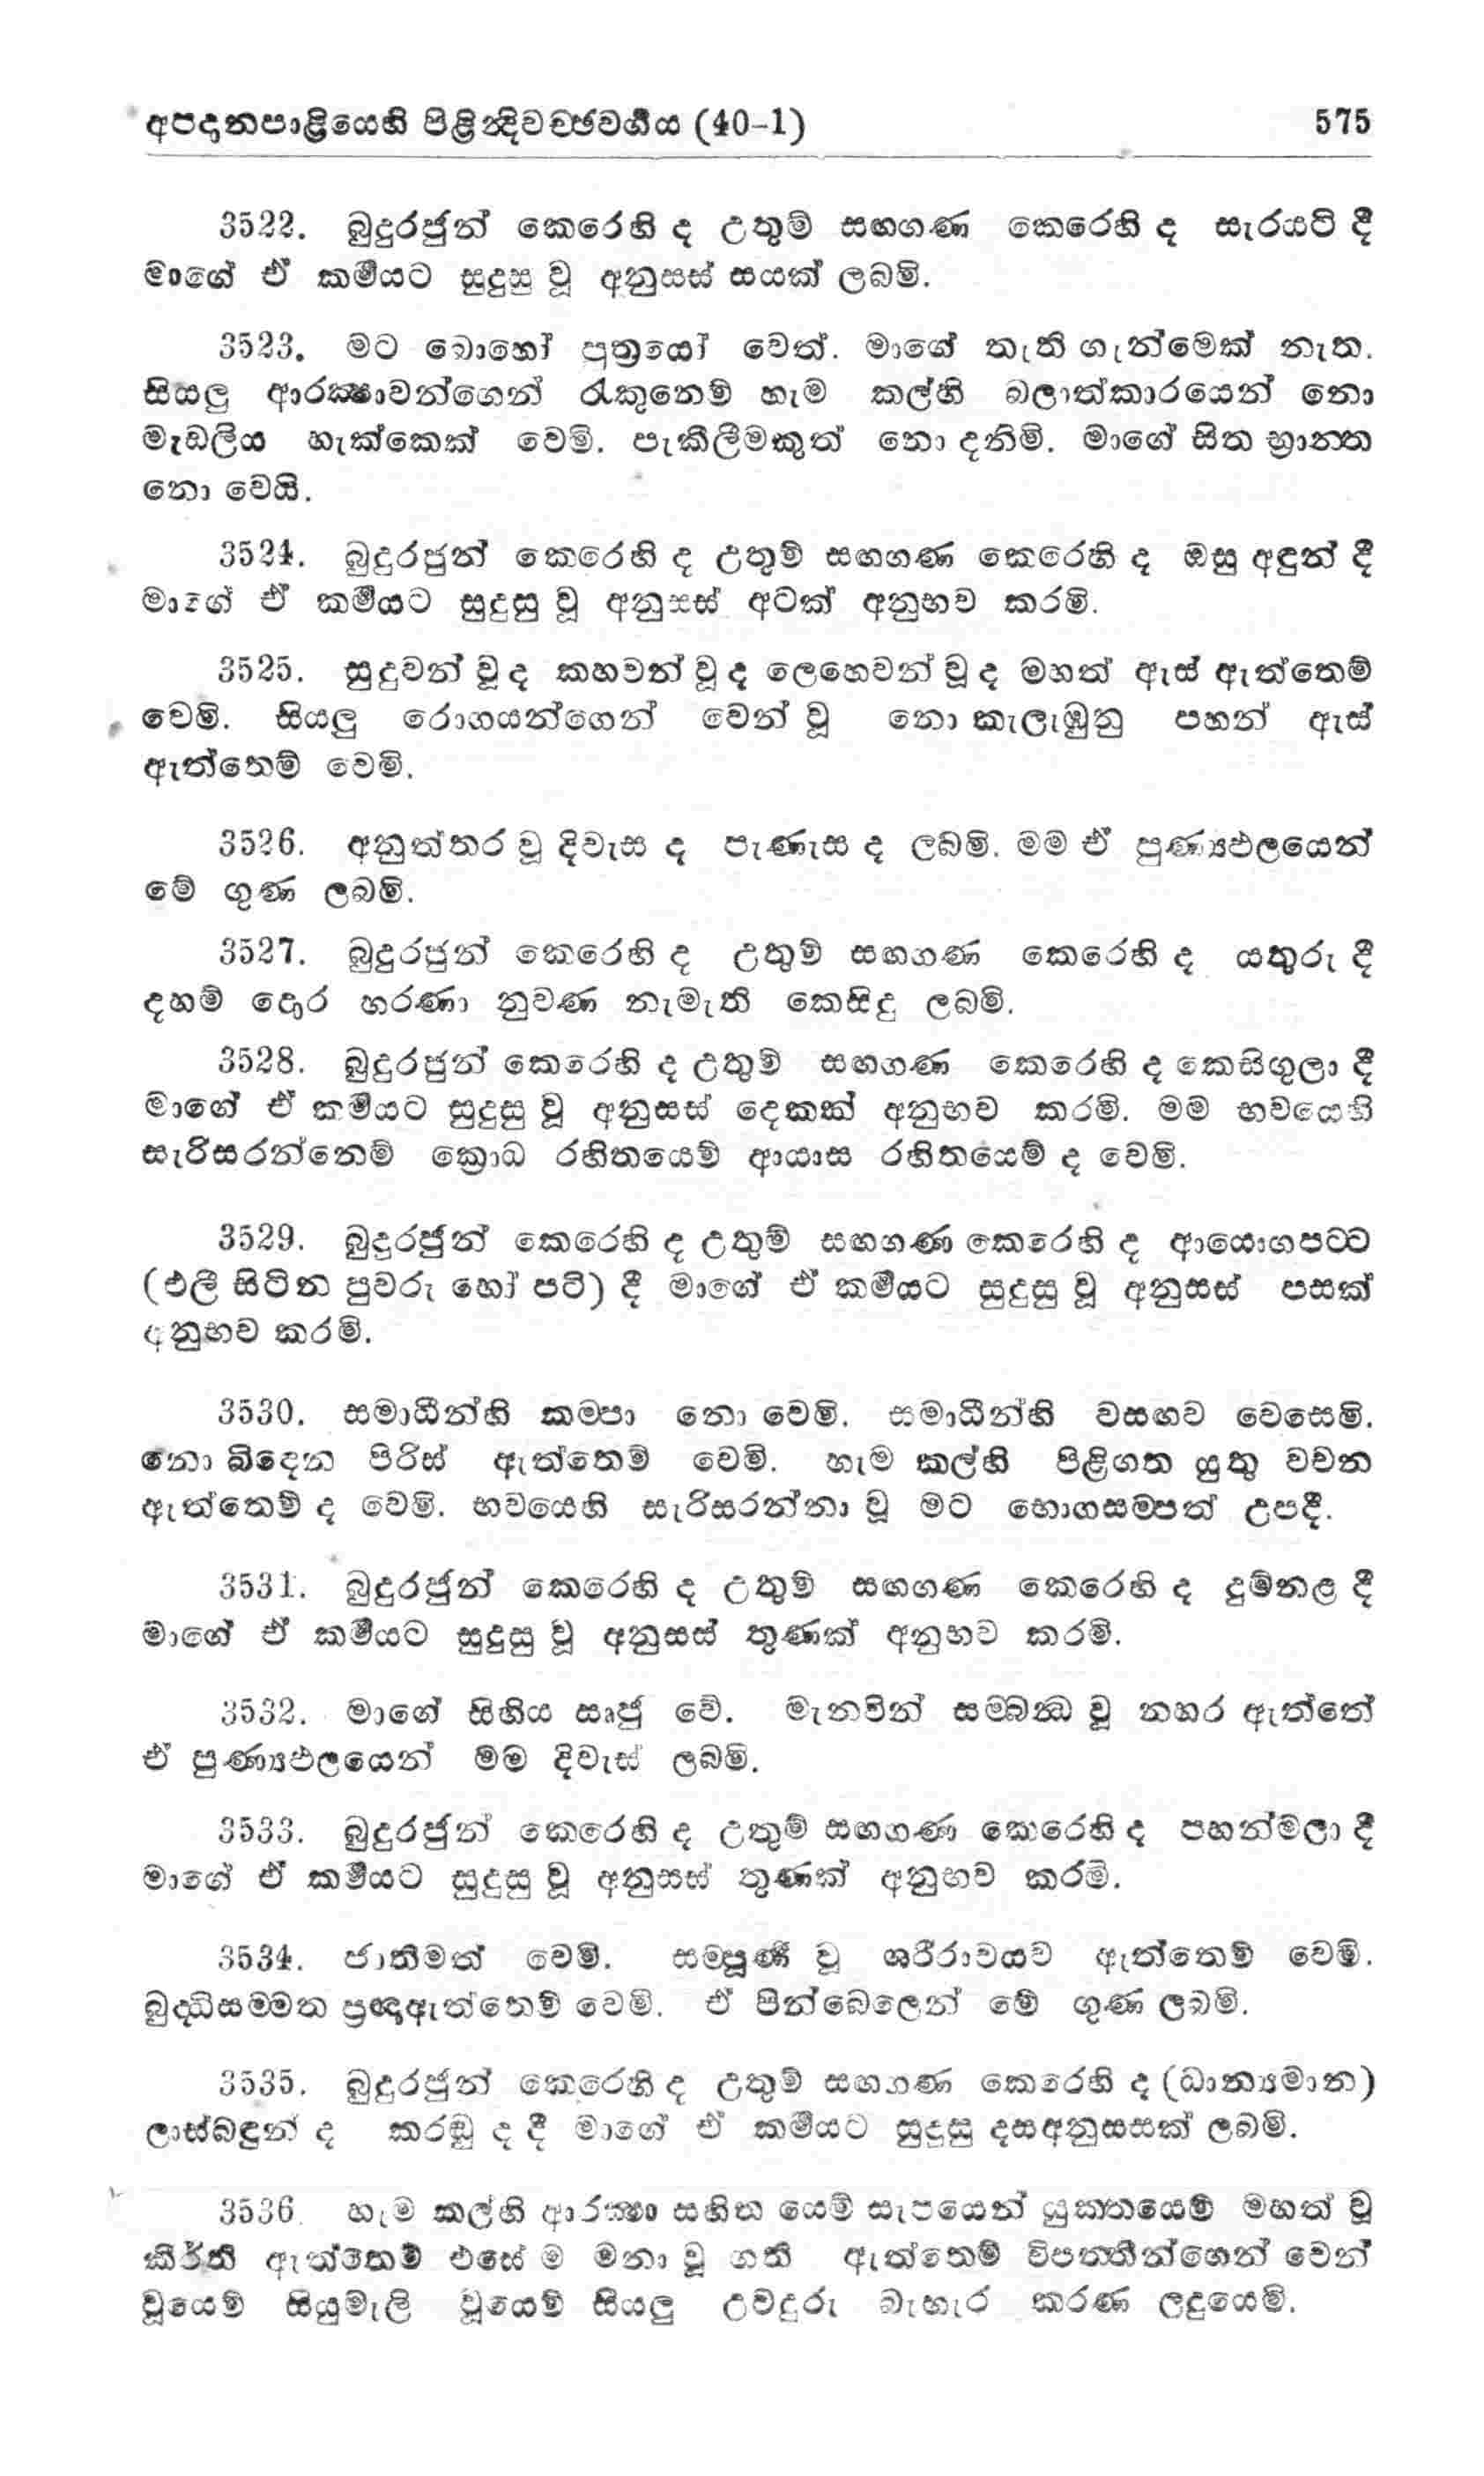 අපදානපාළියෙහි පිළින්‍දිවච්ඡවර්‍ගය (40-1) 575
3522. බුදුරජුන් කෙරෙහි ද උතුම් සඟගණ කෙරෙහි ද සැරයටි දී
මාගේ ඒ කර්‍මයට සුදුසු වූ අනුසස් සයක් ලබමි.
3523. මට බොහෝ පුත්‍රයෝ වෙත්. මාගේ තැති ගැන්මෙක් නැත.
සියලු ආරක්‍ෂාවන්ගෙන් රැකුනෙම් හැම කල්හි බලාත්කාරයෙන් නො
මැඩලිය හැක්කෙක් වෙමි. පැකිලීමකුත් නො දනිමි. මාගේ සිත භ්‍රාන්‍ත
නො වෙයි.
3524. බුදුරජුන් කෙරෙහි ද උතුම් සඟගණ කෙරෙහි ද ඔසු අඳුන් දී
මාගේ ඒ කර්‍මයට සුදුසු වූ අනුසස් අටක් අනුභව කරමි.
3525. සුදුවන් වූ ද කහවන් වූ ද ලෙහෙවන් වූ ද මහත් ඇස් ඇත්තෙම්
වෙමි. සියලු රොගයන්ගෙන් වෙන් වූ නො කැලැඹුනු පහන් ඇස්
ඇත්තෙම් වෙමි.
3526. අනුත්තර වූ දිවැස ද පැණැස ද ලබමි. මම ඒ පුණ්‍යඵලයෙන්
මේ ගුණ ලබමි.
3527. බුදුරජුන් කෙරෙහි ද උතුම් සඟගණ කෙරෙහි ද යතුරු දී
දහම් දොර හරණා නුවණ නැමැති කෙසිදු ලබමි.
3528. බුදුරජුන් කෙරෙහි ද උතුම් සඟගණ කෙරෙහි ද කෙසිගුලා දී
මාගේ ඒ කර්‍මයට සුදුසු වූ අනුසස් දෙකක් අනුභව කරමි. මම භවයෙහි
සැරිසරන්නෙම් ක්‍රොධ රහිතයෙම් ආයාස රහිතයෙම් ද වෙමි.
3529. බුදුරජුන් කෙරෙහි ද උතුම් සඟගණ කෙරෙහි ද ආයොගපට්ට
(එලී සිටින පුවරු හෝ පටි) දී මාගේ ඒ කර්‍මයට සුදුසු වූ අනුසස් පසක්
අනුභව කරමි.
3530. සමාධීන්හි කම්පා නො වෙමි. සමාධීන්හි වසඟව වෙසෙමි.
නො බිදෙන පිරිස් ඇත්තෙම් වෙමි. හැම කල්හි පිළිගත යුතු වචන
ඇත්තෙම් ද වෙමි. භවයෙහි සැරිසරන්නා වූ මට භොගසම්පත් උපදී.
3531. බුදුරජුන් කෙරෙහි ද උතුම් සඟගණ කෙරෙහි ද දුම්නළ දී
මාගේ ඒ කර්‍මයට සුදුසු වූ අනුසස් තුණක් අනුභව කරමි.
3532. මාගේ සිහිය සෘජු වේ. මැනවින් සම්බන්‍ධ වූ නහර ඇත්තේ
ඒ පුණ්‍යඵලයෙන් මම දිවැස් ලබමි.
3533. බුදුරජුන් කෙරෙහි ද උතුම් සඟගණ කෙරෙහි ද පහන්මලා දී
මාගේ ඒ කර්‍මයට සුදුසු වූ අනුසස් තුණක් අනුභව කරමි.
3534. ජාතිමත් වෙමි. සම්පූර්‍ණ වූ ශරීරාවයව ඇත්තෙම් වෙමි.
බුද්ධිසම්මත ප්‍රඥාඇත්තෙම් වෙමි. ඒ පින්බෙලෙන් මේ ගුණ ලබමි.
3535. බුදුරජුන් කෙරෙහි ද උතුම් සඟගණ කෙරෙහි ද (ධාන්‍යමාන)
ලාස්බඳුන් ද කරඬු ද දී මාගේ ඒ කර්‍මයට සුදුසු දසඅනුසසක් ලබමි.
3536. හැම කල්හි ආරක්‍ෂා සහිත යෙම් සැපයෙන් යුක්තයෙම් මහත් වූ
කීර්ති ඇත්තෙම් එසේ ම මනා වූ ගති ඇත්තෙම් විපත්තීන්ගෙන් වෙන්
වූයෙම් සියුමැලි වූයෙම් සියලු උවදුරු බැහැර කරණ ලදුයෙමි.